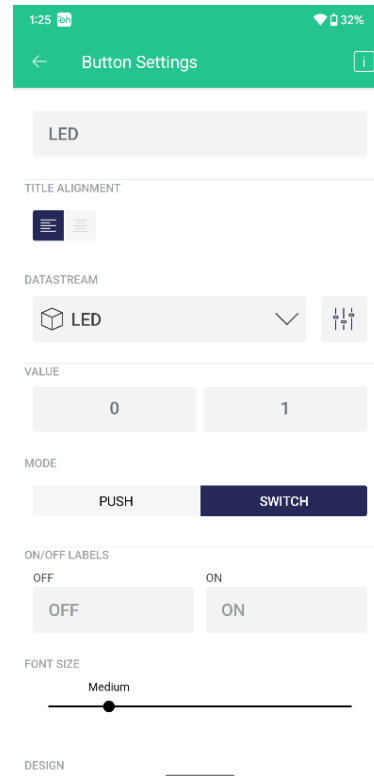 1:25 eh 32%
Button Settings i
LED
TITLE ALIGNMENT
DATASTREAM
LED
VALUE
0 1
MODE
PUSH SWITCH
ON/OFF LABELS
OFF ON
OFF ON
FONT SIZE
Medium
DESIGN